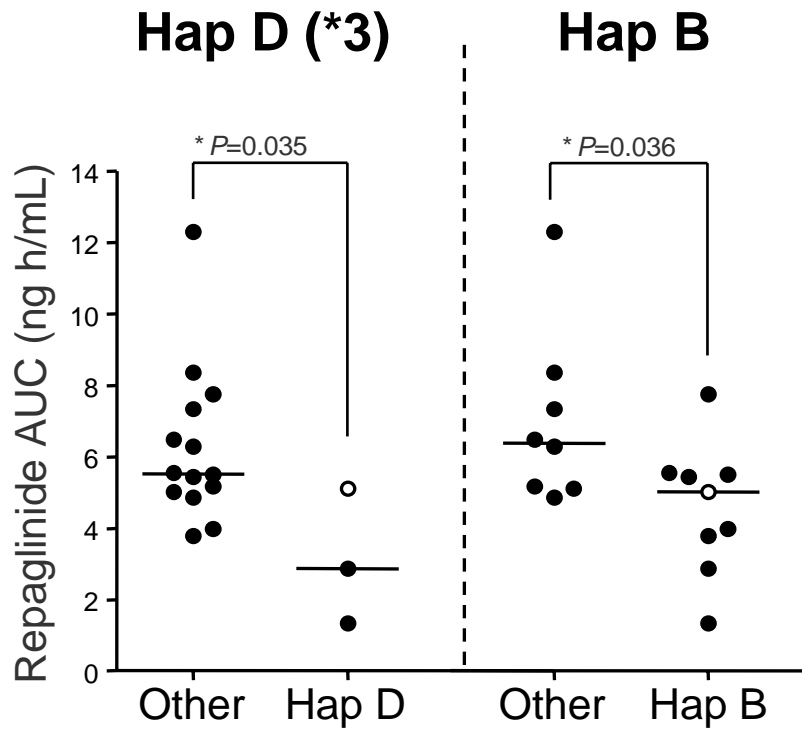 Hap D (*3)
Hap B
* P=0.035
* P=0.036
Repaglinide AUC (ng h/mL)
14
12
10
8
6
4
2
0
Other
Hap D
Other
Hap B